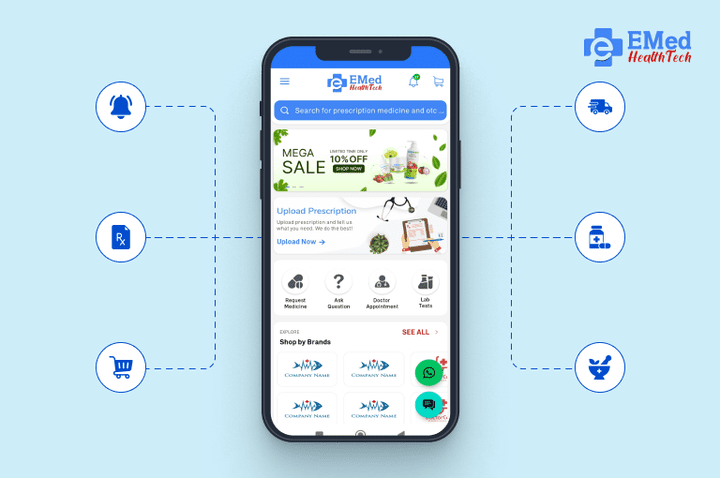 EMed
HealthTech
EMed
HealthTech
Search for prescription medicine and otc ...
MEGA
SALE
LIMITED TIME ONLY
10% OFF
SHOP NOW
Upload Prescription
Upload prescription and tell us
what you need. We do the best!
Upload Now →
Request
Medicine
Ask
Question
Doctor
Appointment
Lab
Tests
EXPLORE
SEE ALL >
Shop by Brands
COMPANY NAME
COMPANY NAME
COMPANY NAME
COMPANY NAME
Rx